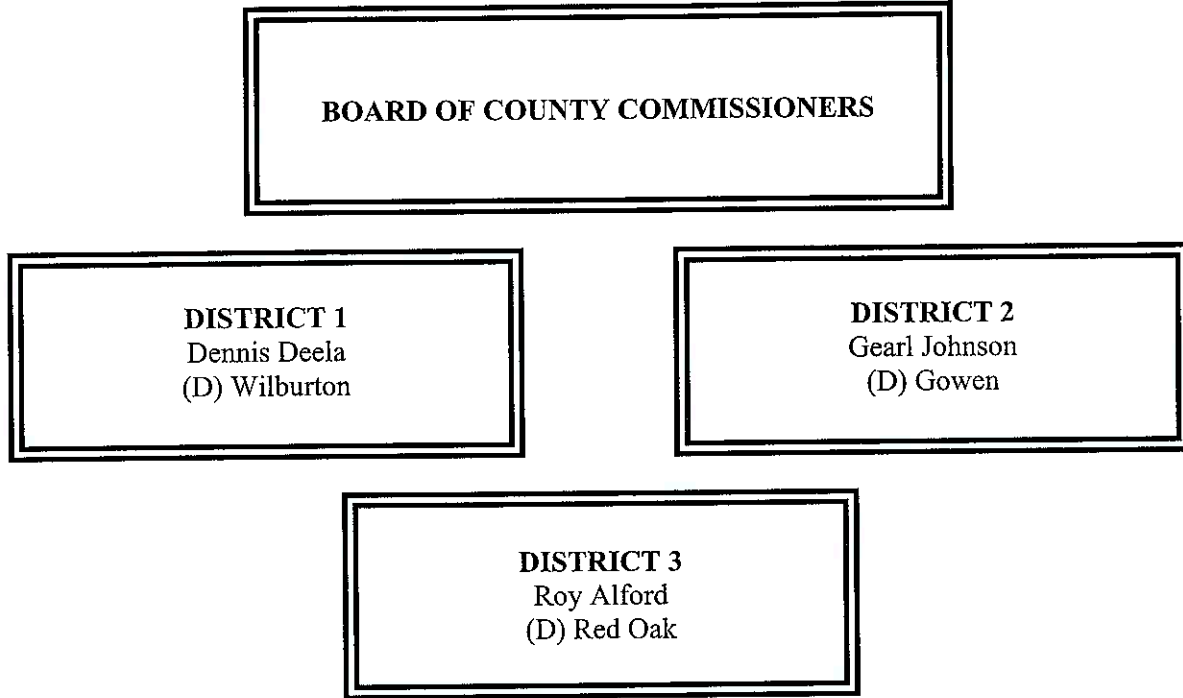 BOARD OF COUNTY COMMISSIONERS
DISTRICT 1
Dennis Deela
(D) Wilburton
DISTRICT 2
Gearl Johnson
(D) Gowen
DISTRICT 3
Roy Alford
(D) Red Oak